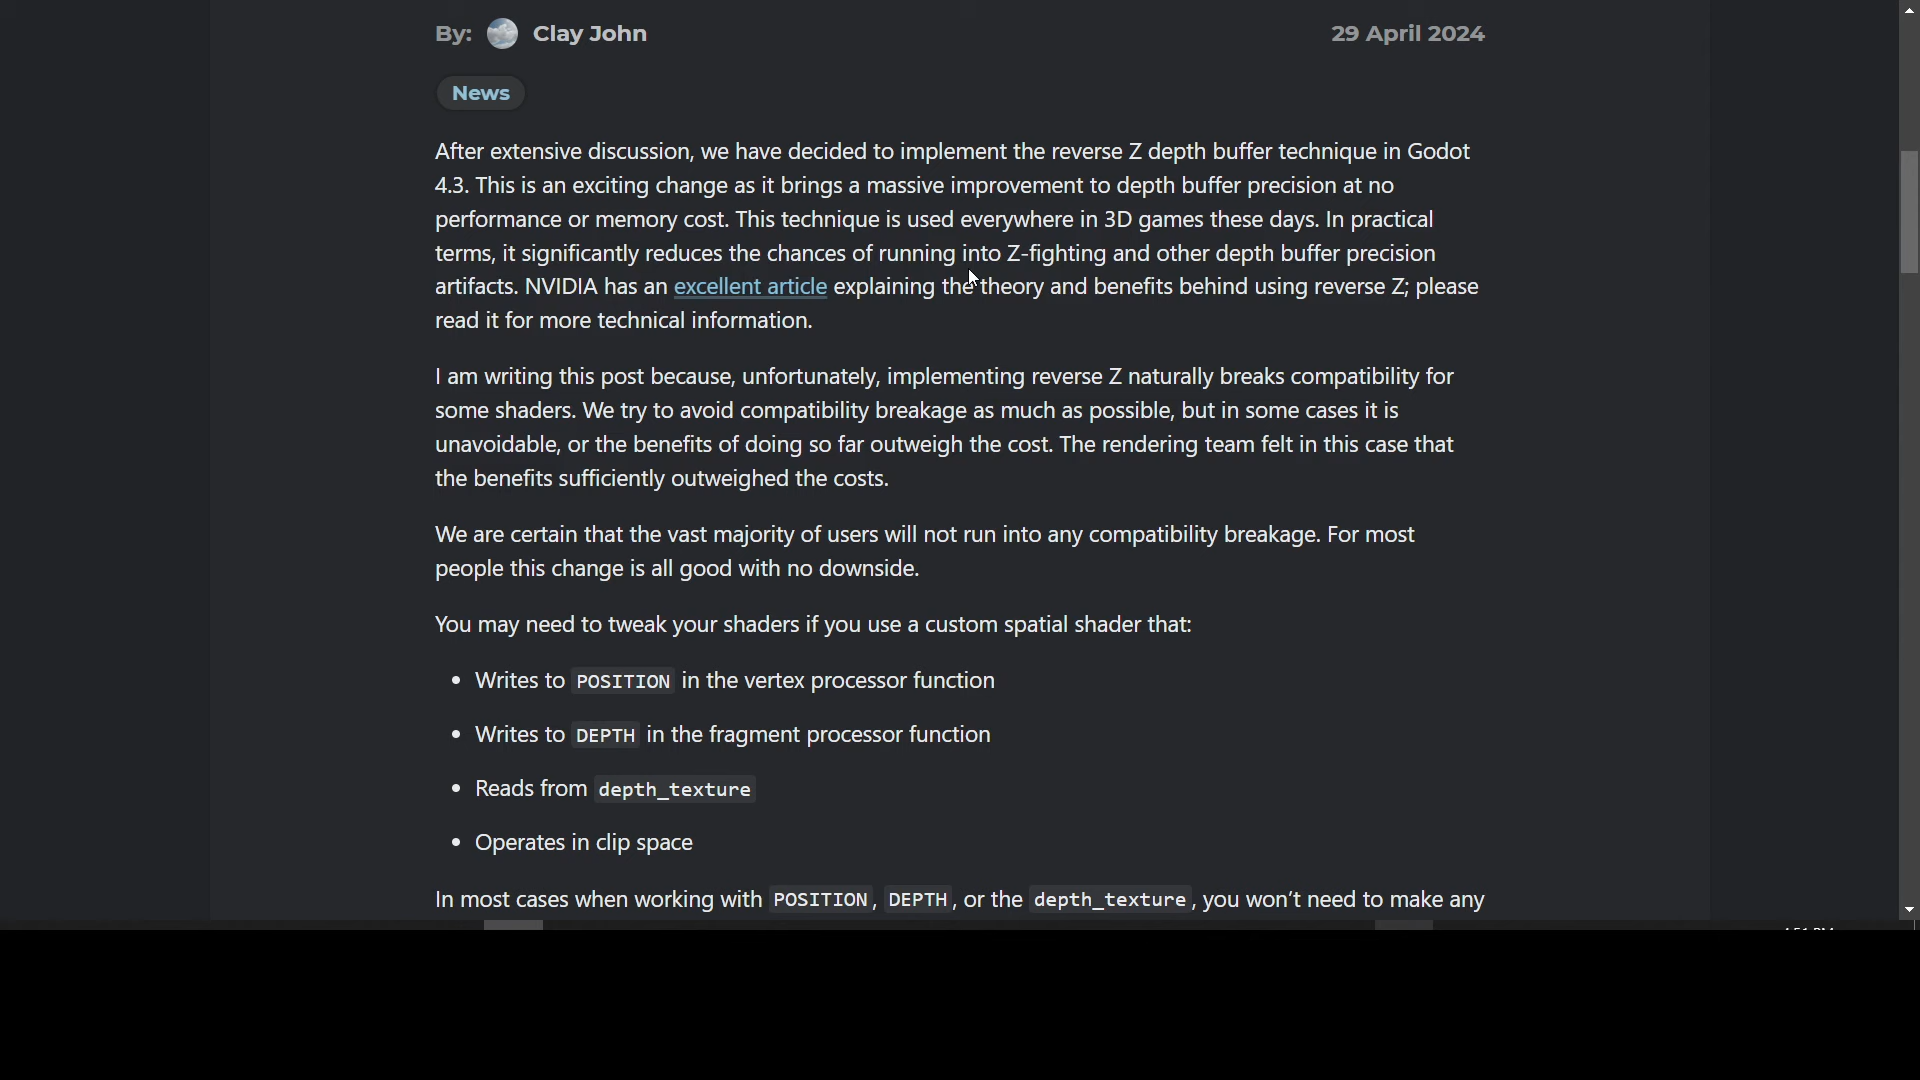 By: Clay John
29 April 2024
News
After extensive discussion, we have decided to implement the reverse Z depth buffer technique in Godot
4.3. This is an exciting change as it brings a massive improvement to depth buffer precision at no
performance or memory cost. This technique is used everywhere in 3D games these days. In practical
terms, it significantly reduces the chances of running into Z-fighting and other depth buffer precision
artifacts. NVIDIA has an excellent article explaining the theory and benefits behind using reverse Z; please
read it for more technical information.
I am writing this post because, unfortunately, implementing reverse Z naturally breaks compatibility for
some shaders. We try to avoid compatibility breakage as much as possible, but in some cases it is
unavoidable, or the benefits of doing so far outweigh the cost. The rendering team felt in this case that
the benefits sufficiently outweighed the costs.
We are certain that the vast majority of users will not run into any compatibility breakage. For most
people this change is all good with no downside.
You may need to tweak your shaders if you use a custom spatial shader that:
• Writes to POSITION in the vertex processor function
• Writes to DEPTH in the fragment processor function
• Reads from depth_texture
• Operates in clip space
In most cases when working with POSITION, DEPTH, or the depth_texture, you won't need to make any